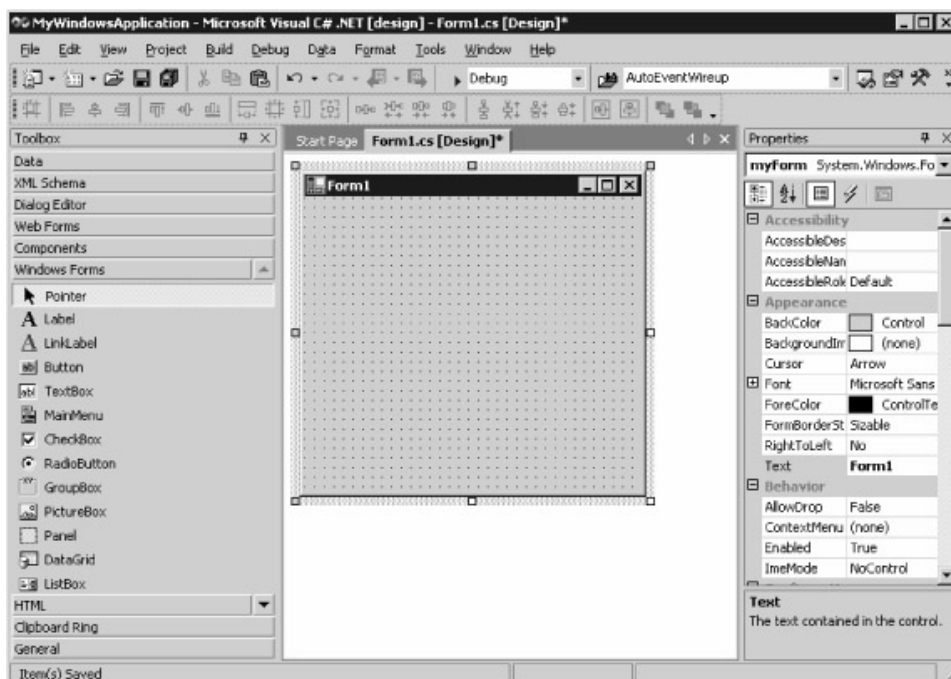 MyWindowsApplication - Microsoft Visual C# .NET [design] - Form1.cs [Design]*
File Edit View Project Build Debug Data Format Tools Window Help
Debug AutoEventWireup
Toolbox
Data
XML Schema
Dialog Editor
Web Forms
Components
Windows Forms
Pointer
A Label
A LinkLabel
ab Button
abl TextBox
MainMenu
CheckBox
RadioButton
XY GroupBox
PictureBox
Panel
DataGrid
ListBox
HTML
Clipboard Ring
General
Start Page Form1.cs [Design]*
Form1
Properties
myForm System.Windows.Fo
Accessibility
AccessibleDes
AccessibleNan
AccessibleRok Default
Appearance
BackColor Control
BackgroundIm (none)
Cursor Arrow
Font Microsoft Sans
ForeColor ControlTe
FormBorderSt Sizable
RightToLeft No
Text Form1
Behavior
AllowDrop False
ContextMenu (none)
Enabled True
ImeMode NoControl
Text
The text contained in the control.
Item(s) Saved